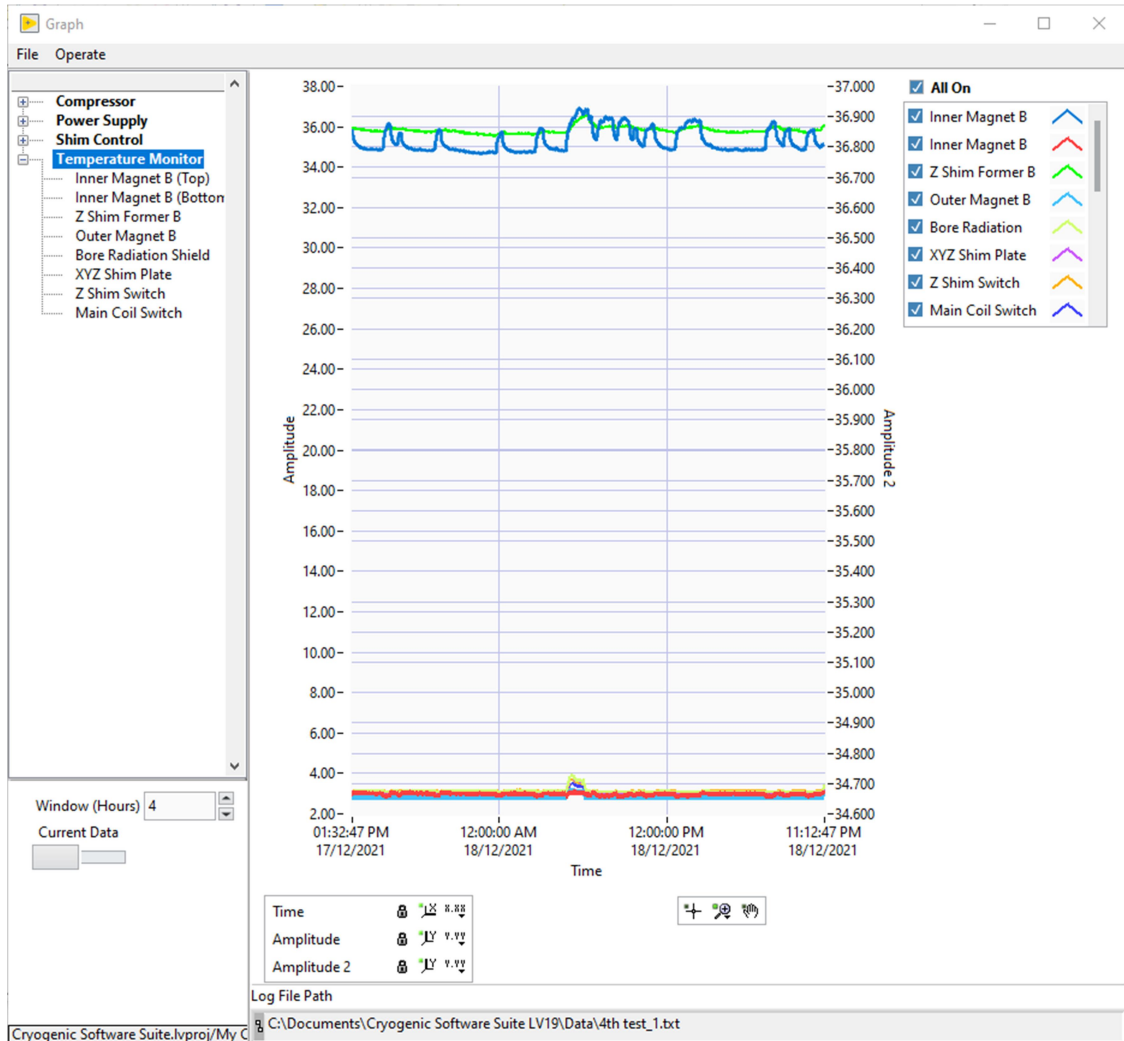 Graph
File Operate
Compressor
Power Supply
Shim Control
Temperature Monitor
Inner Magnet B (Top)
Inner Magnet B (Bottom
Z Shim Former B
Outer Magnet B
Bore Radiation Shield
XYZ Shim Plate
Z Shim Switch
Main Coil Switch
Window (Hours) 4
Current Data
Cryogenic Software Suite.lvproj/My C
38.00
36.00
34.00
32.00
30.00
28.00
26.00
24.00
22.00
20.00
18.00
16.00
14.00
12.00
10.00
8.00
6.00
4.00
2.00
Amplitude
37.000
36.900
36.800
36.700
36.600
36.500
36.400
36.300
36.200
36.100
36.000
35.900
35.800
35.700
35.600
35.500
35.400
35.300
35.200
35.100
35.000
34.900
34.800
34.700
34.600
Amplitude 2
01:32:47 PM 12:00:00 AM 12:00:00 PM 11:12:47 PM
17/12/2021 18/12/2021 18/12/2021 18/12/2021
Time
All On
Inner Magnet B
Inner Magnet B
Z Shim Former B
Outer Magnet B
Bore Radiation
XYZ Shim Plate
Z Shim Switch
Main Coil Switch
Time X X.XX
Amplitude Y Y.YY
Amplitude 2 Y Y.YY
Log File Path
C:\Documents\Cryogenic Software Suite LV19\Data\4th test_1.txt